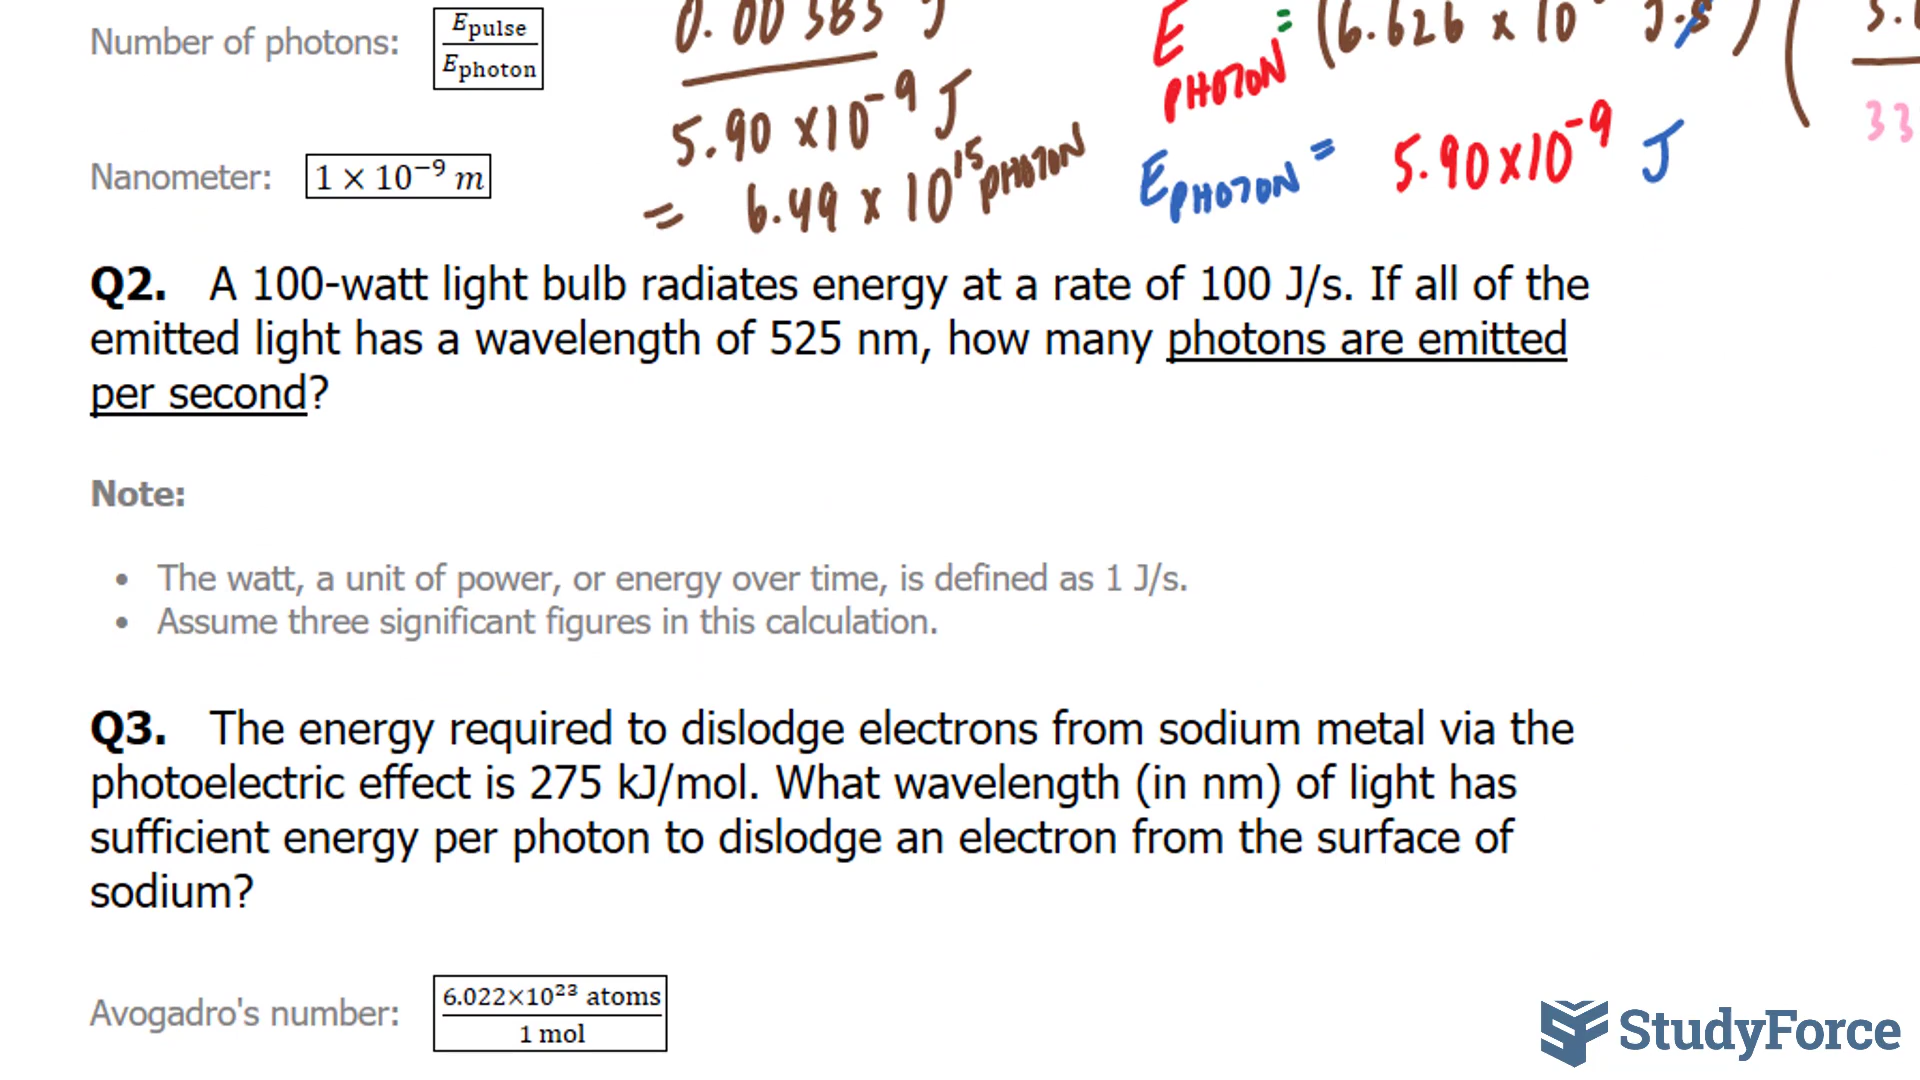 Number of photons: E pulse / E photon
0.00383 J
5.90 ×10⁻⁹ J
= 6.49 × 10¹⁵ PHOTON
E PHOTON = (6.626 × 10 J·s) (
33
E PHOTON = 5.90×10⁻⁹ J
Nanometer: 1 × 10⁻⁹ m
Q2. A 100-watt light bulb radiates energy at a rate of 100 J/s. If all of the
emitted light has a wavelength of 525 nm, how many photons are emitted
per second?
Note:
• The watt, a unit of power, or energy over time, is defined as 1 J/s.
• Assume three significant figures in this calculation.
Q3. The energy required to dislodge electrons from sodium metal via the
photoelectric effect is 275 kJ/mol. What wavelength (in nm) of light has
sufficient energy per photon to dislodge an electron from the surface of
sodium?
Avogadro's number: 6.022×10²³ atoms / 1 mol
StudyForce